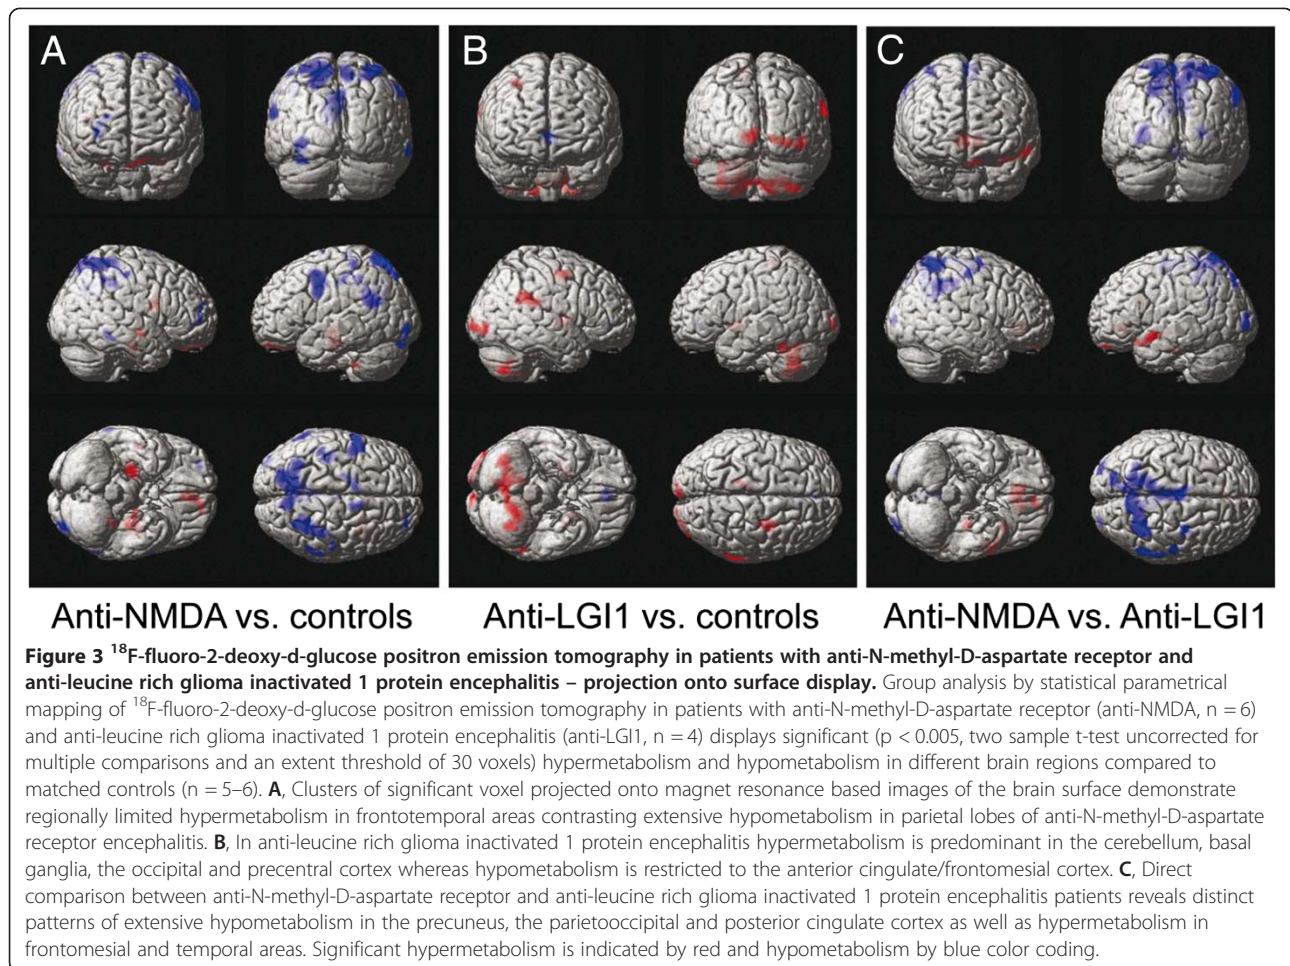 A B C
Anti-NMDA vs. controls Anti-LGI1 vs. controls Anti-NMDA vs. Anti-LGI1
Figure 3 ¹⁸F-fluoro-2-deoxy-d-glucose positron emission tomography in patients with anti-N-methyl-D-aspartate receptor and
anti-leucine rich glioma inactivated 1 protein encephalitis – projection onto surface display. Group analysis by statistical parametrical
mapping of ¹⁸F-fluoro-2-deoxy-d-glucose positron emission tomography in patients with anti-N-methyl-D-aspartate receptor (anti-NMDA, n = 6)
and anti-leucine rich glioma inactivated 1 protein encephalitis (anti-LGI1, n = 4) displays significant (p < 0.005, two sample t-test uncorrected for
multiple comparisons and an extent threshold of 30 voxels) hypermetabolism and hypometabolism in different brain regions compared to
matched controls (n = 5–6). A, Clusters of significant voxel projected onto magnet resonance based images of the brain surface demonstrate
regionally limited hypermetabolism in frontotemporal areas contrasting extensive hypometabolism in parietal lobes of anti-N-methyl-D-aspartate
receptor encephalitis. B, In anti-leucine rich glioma inactivated 1 protein encephalitis hypermetabolism is predominant in the cerebellum, basal
ganglia, the occipital and precentral cortex whereas hypometabolism is restricted to the anterior cingulate/frontomesial cortex. C, Direct
comparison between anti-N-methyl-D-aspartate receptor and anti-leucine rich glioma inactivated 1 protein encephalitis patients reveals distinct
patterns of extensive hypometabolism in the precuneus, the parietooccipital and posterior cingulate cortex as well as hypermetabolism in
frontomesial and temporal areas. Significant hypermetabolism is indicated by red and hypometabolism by blue color coding.